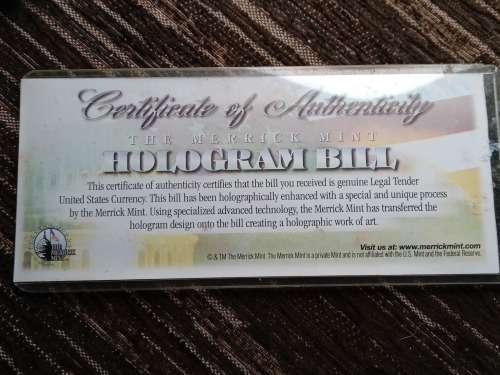 Certificate of Authenticity
THE MERRICK MINT
HOLOGRAM BILL
This certificate of authenticity certifies that the bill you received is genuine Legal Tender
United States Currency. This bill has been holographically enhanced with a special and unique process
by the Merrick Mint. Using specialized advanced technology, the Merrick Mint has transferred the
hologram design onto the bill creating a holographic work of art.
Visit us at: www.merrickmint.com
© & TM The Merrick Mint. The Merrick Mint is a private Mint and is not affiliated with the U.S. Mint and the Federal Reserve.